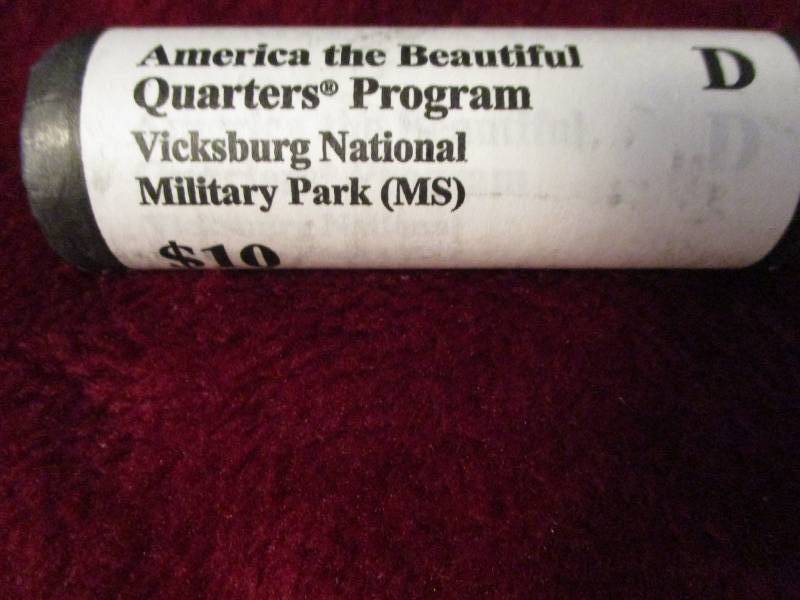 America the Beautiful
Quarters® Program
Vicksburg National
Military Park (MS)
$10
D